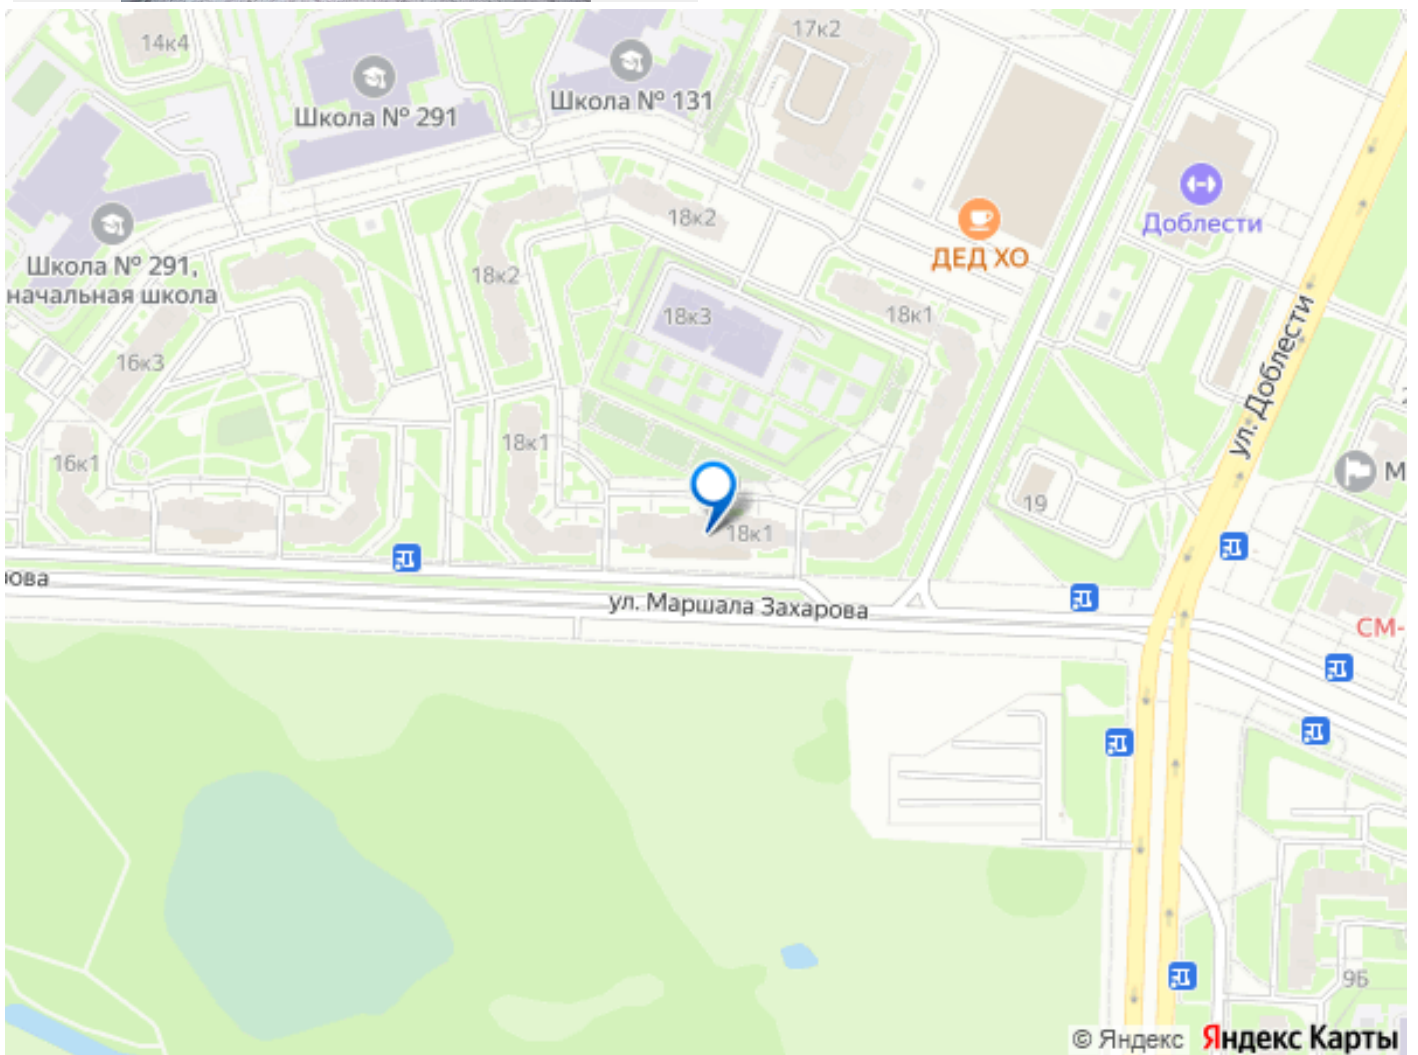 14к4
17к2
Школа № 291
Школа № 131
Школа № 291,
начальная школа
18к2
18к2
18к3
18к1
ДЕД ХО
Доблести
ул. Доблести
16к3
16к1
18к1
18к1
19
М
рова
ул. Маршала Захарова
СМ-
9Б
© Яндекс Яндекс Карты